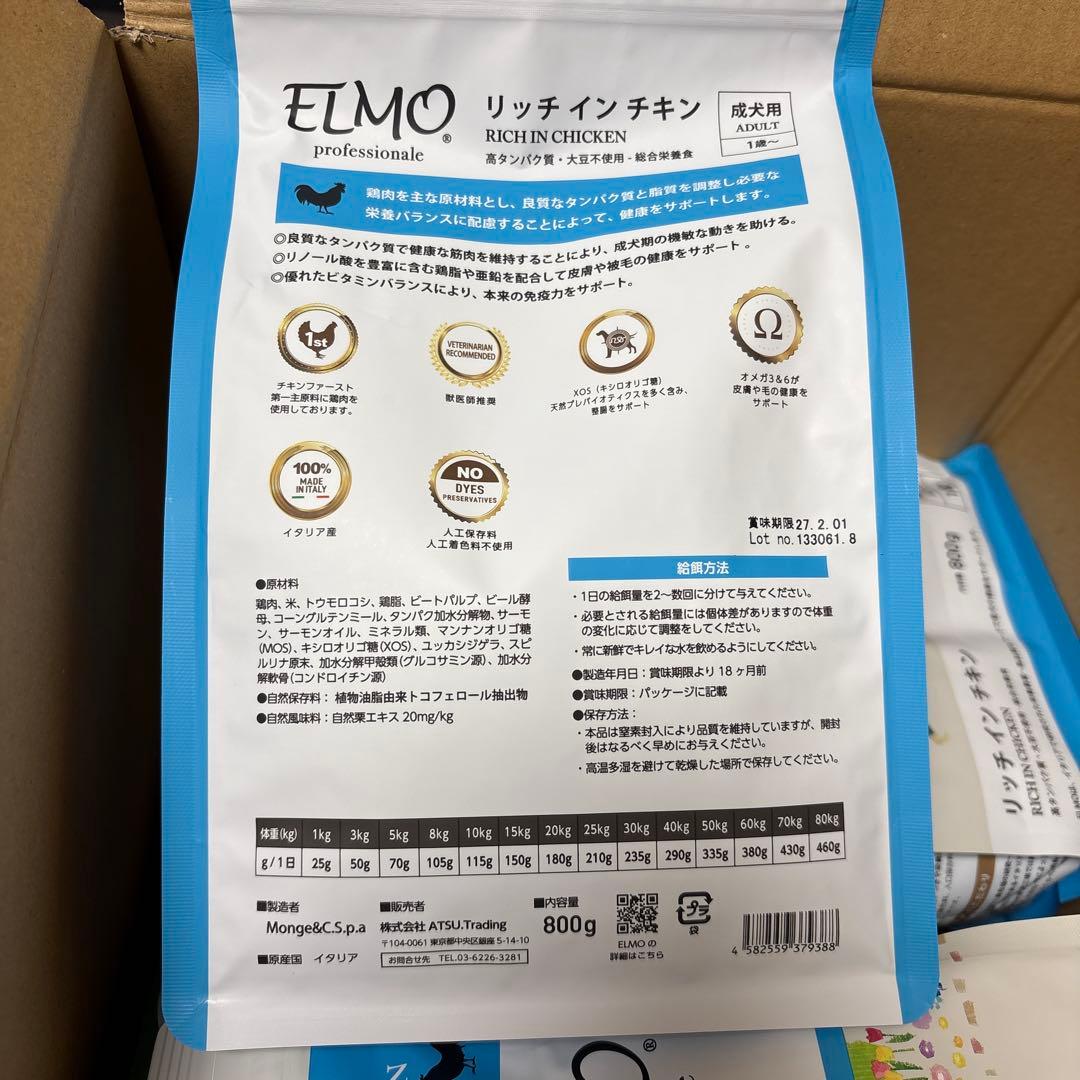 ELMO®
professionale
リッチ イン チキン
RICH IN CHICKEN
高タンパク質・大豆不使用 - 総合栄養食
成犬用
ADULT
1歳〜
鶏肉を主な原材料とし、良質なタンパク質と脂質を調整し必要な
栄養バランスに配慮することによって、健康をサポートします。
◎良質なタンパク質で健康な筋肉を維持することにより、成犬期の機敏な動きを助ける。
◎リノール酸を豊富に含む鶏脂や亜鉛を配合して皮膚や被毛の健康をサポート 。
◎優れたビタミンバランスにより、本来の免疫力をサポート。
1st
チキンファースト
第一主原料に鶏肉を
使用しております。
VETERINARIAN
RECOMMENDED
獣医師推奨
XOS（キシロオリゴ糖）
天然プレバイオティクスを多く含み、
整腸をサポート
Ω
オメガ3&6が
皮膚や毛の健康を
サポート
100%
MADE
IN ITALY
イタリア産
NO
DYES
PRESERVATIVES
人工保存料
人工着色料不使用
賞味期限27. 2. 01
Lot no.133061. 8
●原材料
鶏肉、米、トウモロコシ、鶏脂、ビートパルプ、ビール酵
母、コーングルテンミール、タンパク加水分解物、サーモ
ン、サーモンオイル、ミネラル類、マンナンオリゴ糖
(MOS)、キシロオリゴ糖(XOS)、ユッカシジゲラ、スピ
ルリナ原末、加水分解甲殻類(グルコサミン源)、加水分
解軟骨(コンドロイチン源)
●自然保存料： 植物油脂由来トコフェロール抽出物
●自然風味料：自然栗エキス 20mg/kg
給餌方法
・1日の給餌量を2〜数回に分けて与えてください。
・必要とされる給餌量には個体差がありますので体重
の変化に応じて調整をしてください。
・常に新鮮でキレイな水を飲めるようにしてください。
●製造年月日：賞味期限より 18 ヶ月前
●賞味期限：パッケージに記載
●保存方法：
・本品は窒素封入により品質を維持していますが、開封
後はなるべく早めにお与えください。
・高温多湿を避けて乾燥した場所で保存してください。
体重(kg) 1kg 3kg 5kg 8kg 10kg 15kg 20kg 25kg 30kg 40kg 50kg 60kg 70kg 80kg
g / 1日 25g 50g 70g 105g 115g 150g 180g 210g 235g 290g 335g 380g 430g 460g
■製造者
Monge&C.S.p.a
■原産国 イタリア
■販売者
株式会社 ATSU.Trading
〒104-0061 東京都中央区銀座 5-14-10
お問合せ先 TEL.03-6226-3281
■内容量
800g
ELMO の
詳細はこちら
プラ
袋
4 582559 379388
800g
リッチ イン チキン
RICH IN CHICKEN